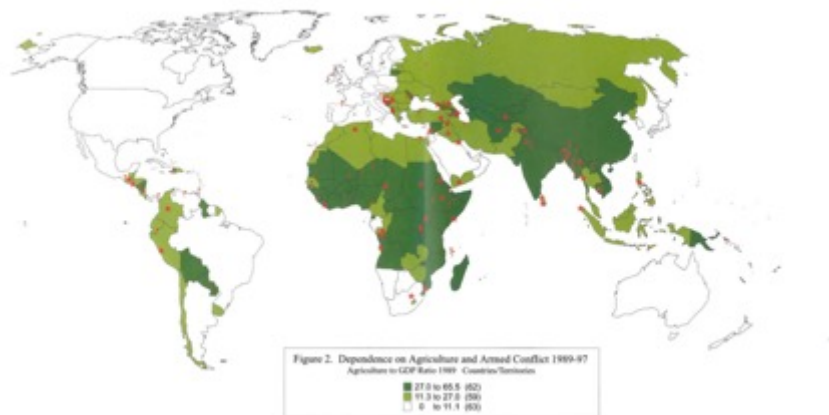 Figure 2. Dependence on Agriculture and Armed Conflict 1989-97
Agriculture to GDP Ratio 1989 Countries/Territories
27.0 to 65.5 (62)
11.3 to 27.0 (59)
0 to 11.1 (63)